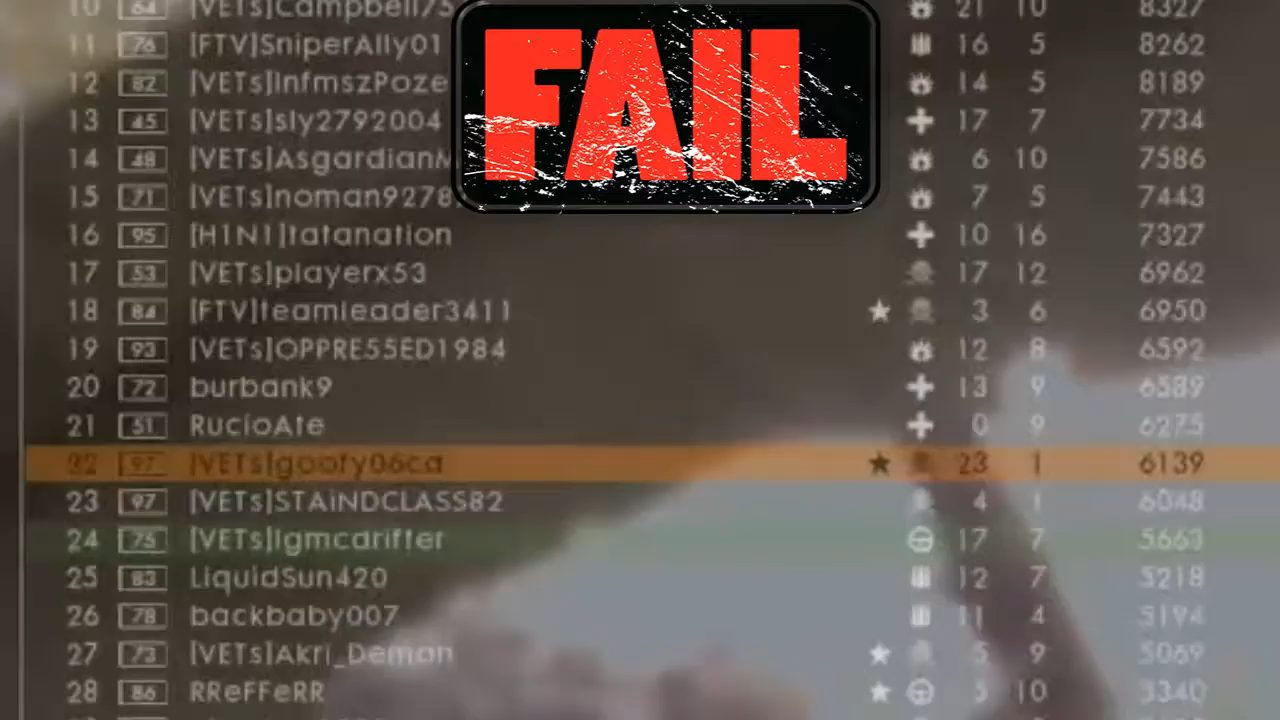 10 64 [VETs]Campbell75 21 10 8327
FAIL
11 76 [FTV]SniperAlly01 16 5 8262
12 82 [VETs]InfmszPoze 14 5 8189
13 45 [VETs]sly2792004 17 7 7734
14 48 [VETs]AsgardianM 6 10 7586
15 71 [VETs]noman9278 7 5 7443
16 95 [H1N1]tatanation 10 16 7327
17 53 [VETs]playerx53 17 12 6962
18 84 [FTV]teamleader3411 3 6 6950
19 93 [VETs]OPPRE55ED1984 12 8 6592
20 72 burbank9 13 9 6589
21 51 RucioAte 0 9 6275
22 97 [VETs]goofy06ca 23 1 6139
23 97 [VETs]STAiNDCLASS82 4 1 6048
24 75 [VETs]lgmcdrifter 17 7 5663
25 83 LiquidSun420 12 7 5218
26 78 backbaby007 11 4 5194
27 73 [VETs]Akri_Demon 5 9 5069
28 86 RReFFeRR 5 10 3340